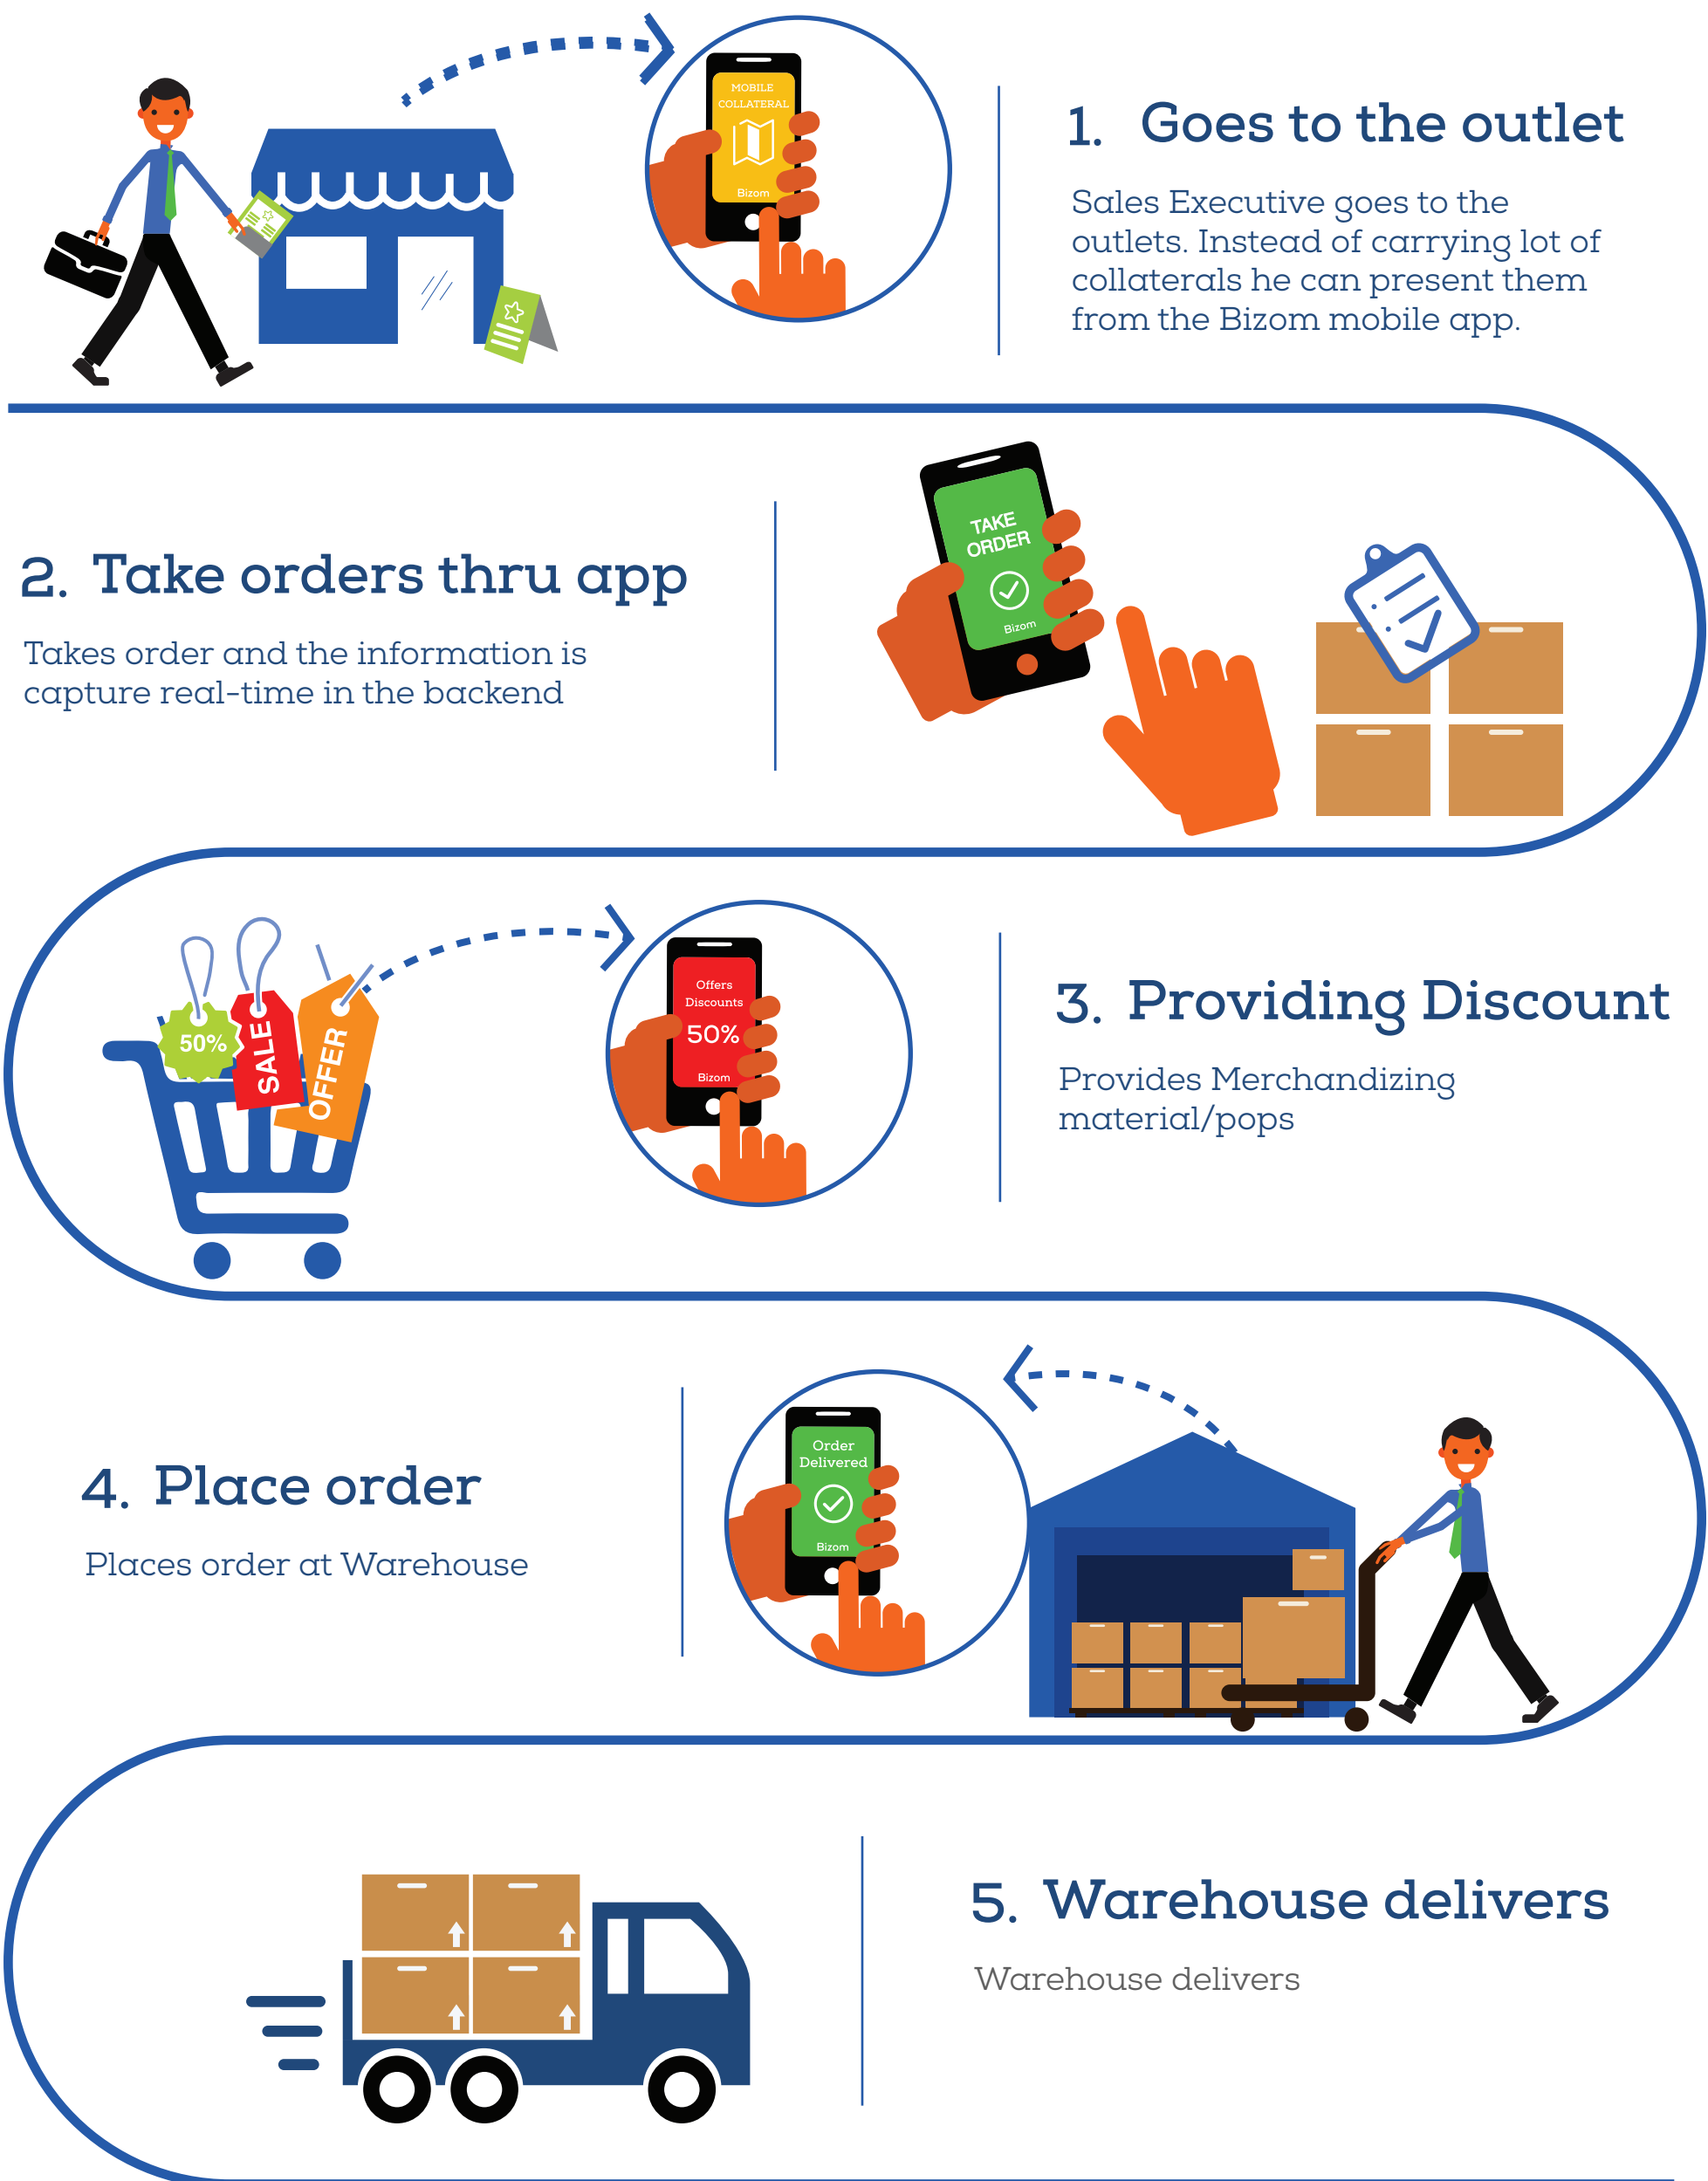 MOBILE
COLLATERAL
Bizom
1. Goes to the outlet
Sales Executive goes to the
outlets. Instead of carrying lot of
collaterals he can present them
from the Bizom mobile app.
2. Take orders thru app
Takes order and the information is
capture real-time in the backend
TAKE
ORDER
Bizom
50%
SALE
OFFER
Offers
Discounts
50%
Bizom
3. Providing Discount
Provides Merchandizing
material/pops
4. Place order
Places order at Warehouse
Order
Delivered
Bizom
5. Warehouse delivers
Warehouse delivers